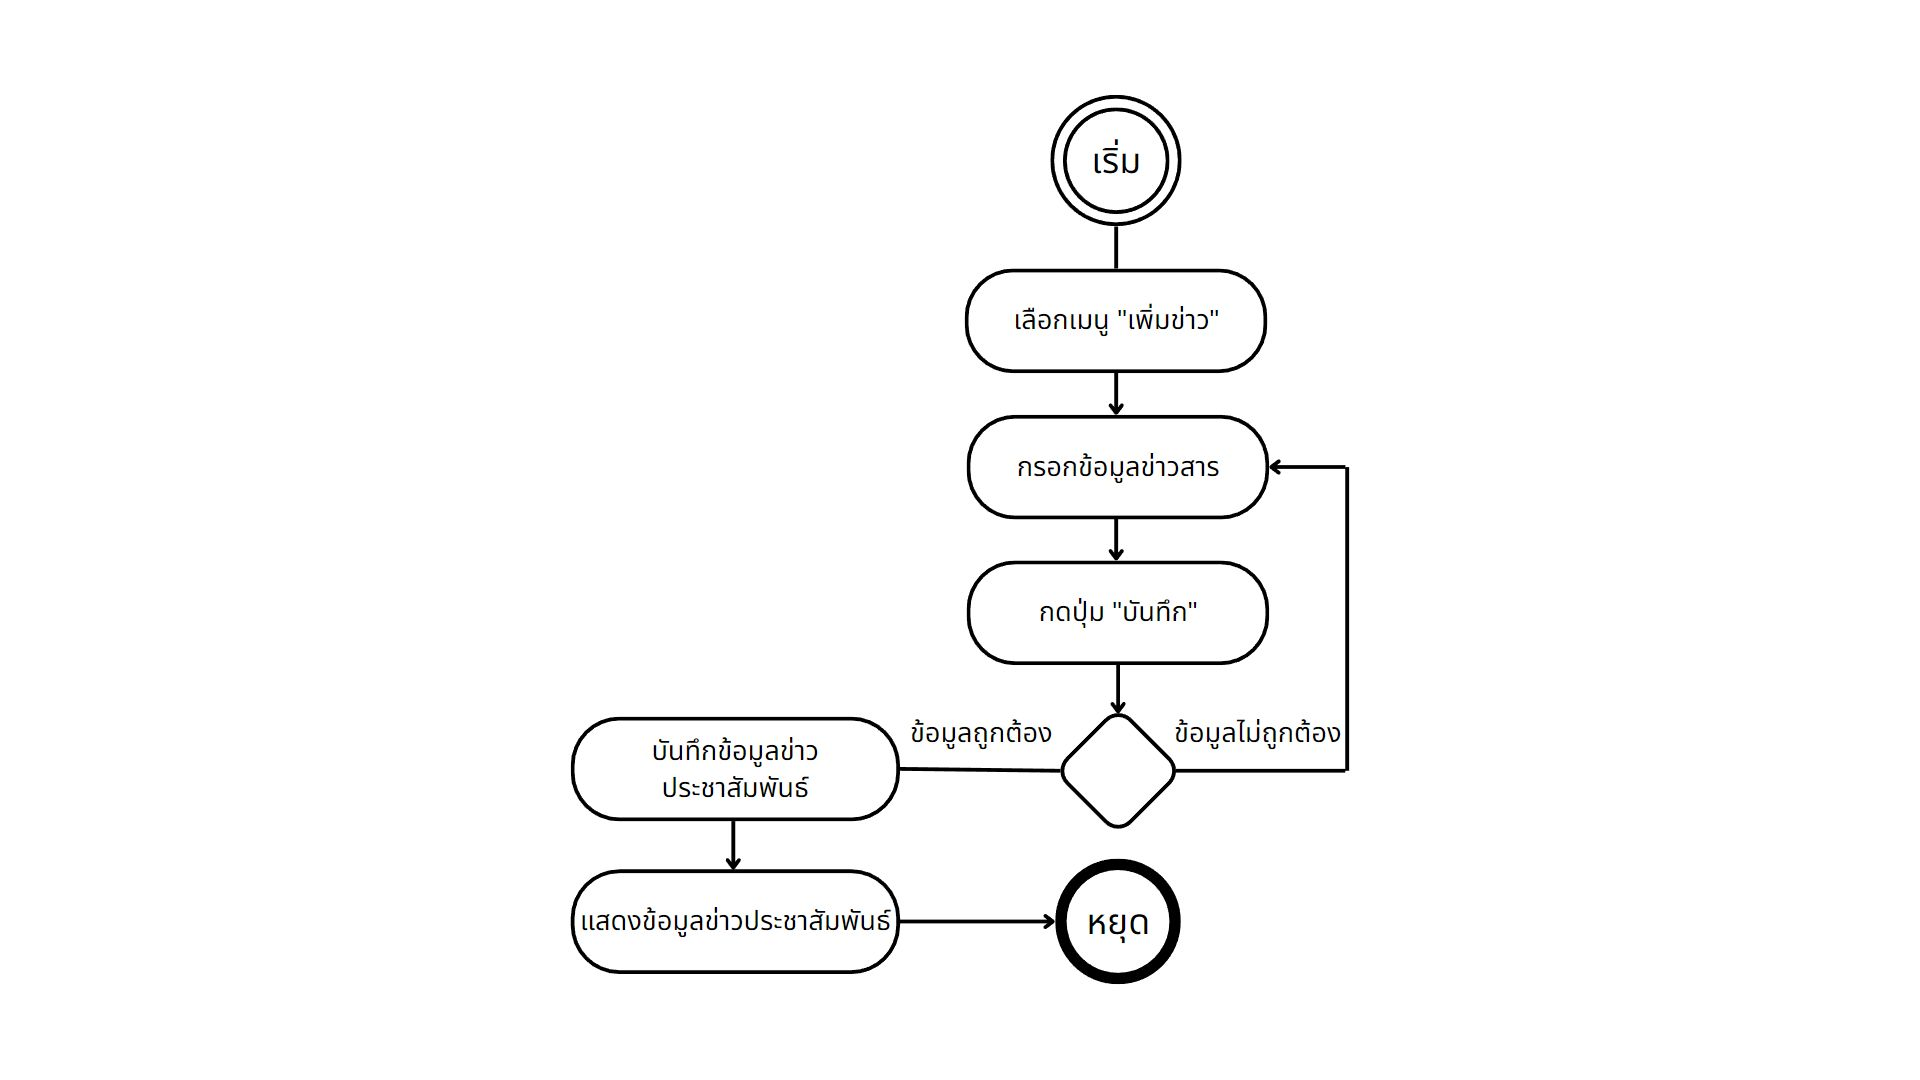 เริ่ม
เลือกเมนู "เพิ่มข่าว"
กรอกข้อมูลข่าวสาร
กดปุ่ม "บันทึก"
ข้อมูลถูกต้อง
ข้อมูลไม่ถูกต้อง
บันทึกข้อมูลข่าว
ประชาสัมพันธ์
แสดงข้อมูลข่าวประชาสัมพันธ์
หยุด